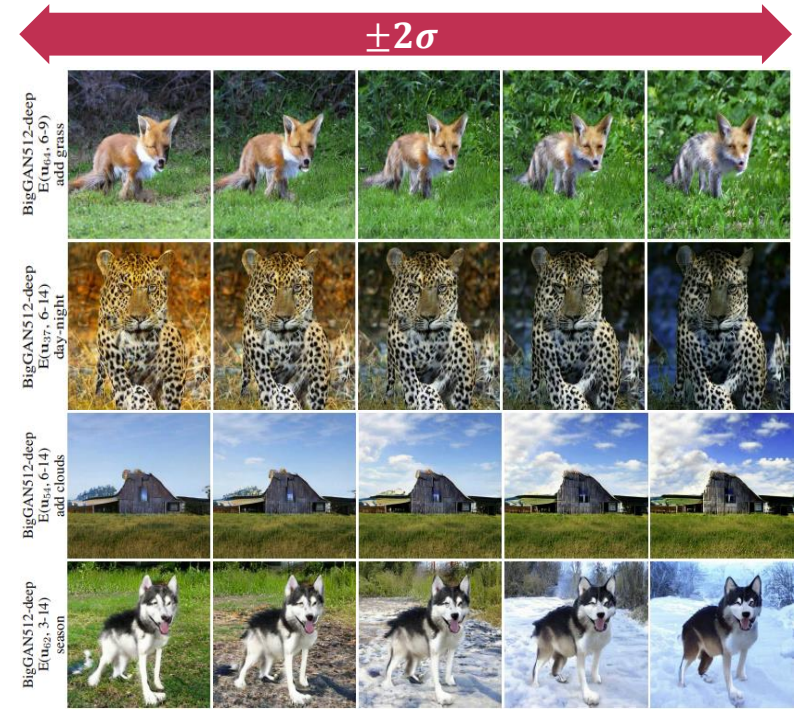 ±2σ
BigGAN512-deep
E(u₆₄, 6-9)
add grass
BigGAN512-deep
E(u₃₇, 6-14)
day-night
BigGAN512-deep
E(u₅₄, 6-14)
add clouds
BigGAN512-deep
E(u₆₂, 3-14)
season